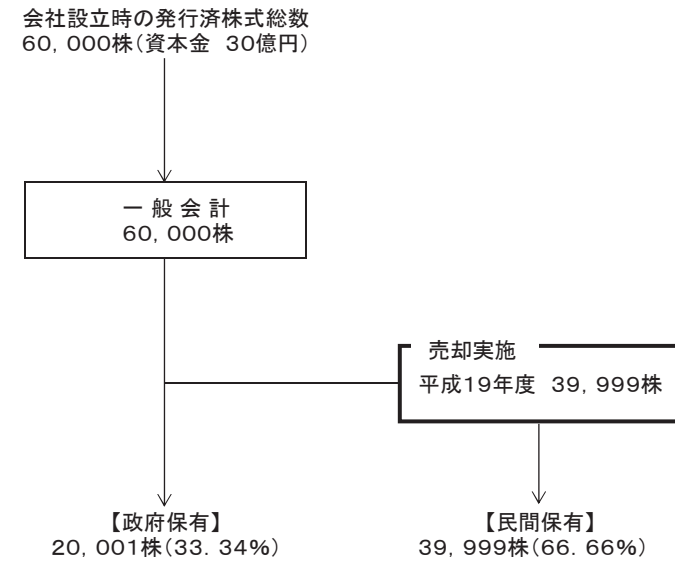 会社設立時の発行済株式総数
60,000株(資本金 30億円)
一般会計
60,000株
売却実施
平成19年度 39,999株
【政府保有】
20,001株(33.34%)
【民間保有】
39,999株(66.66%)